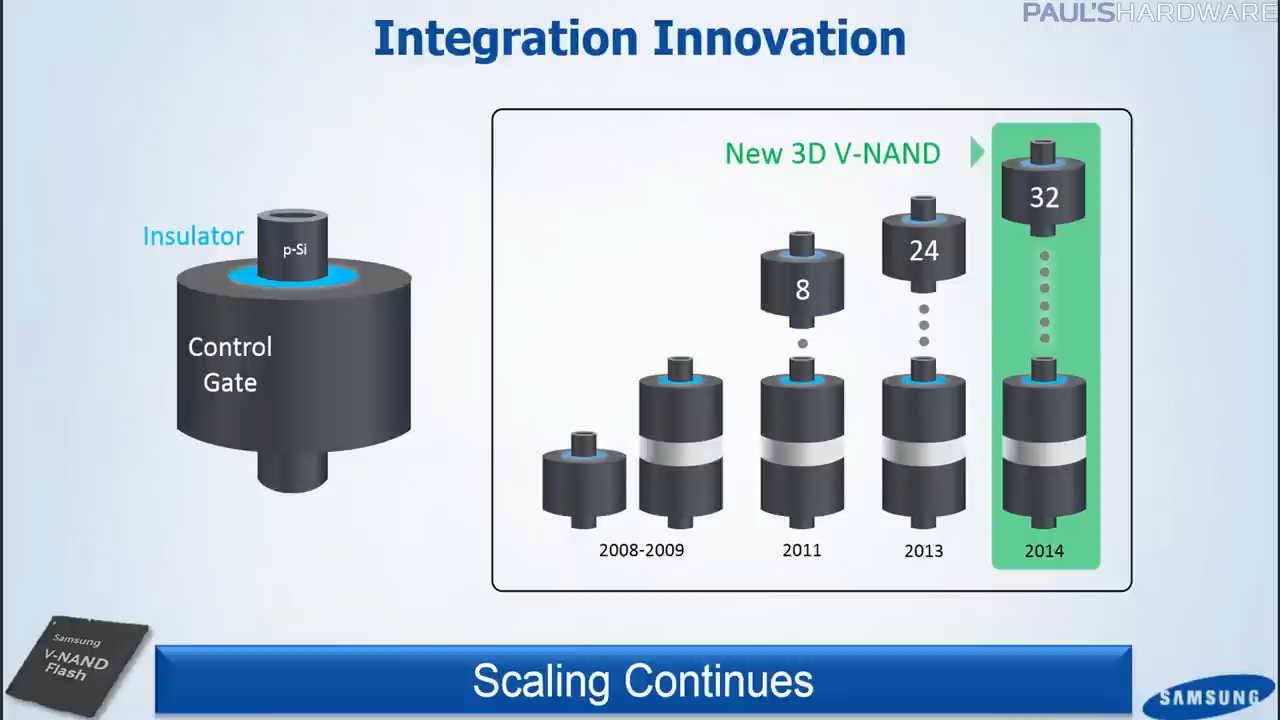 PAUL'SHARDWARE
Integration Innovation
Insulator
p-Si
Control
Gate
New 3D V-NAND
8
24
32
2008-2009
2011
2013
2014
Samsung
V-NAND
Flash
Scaling Continues
SAMSUNG